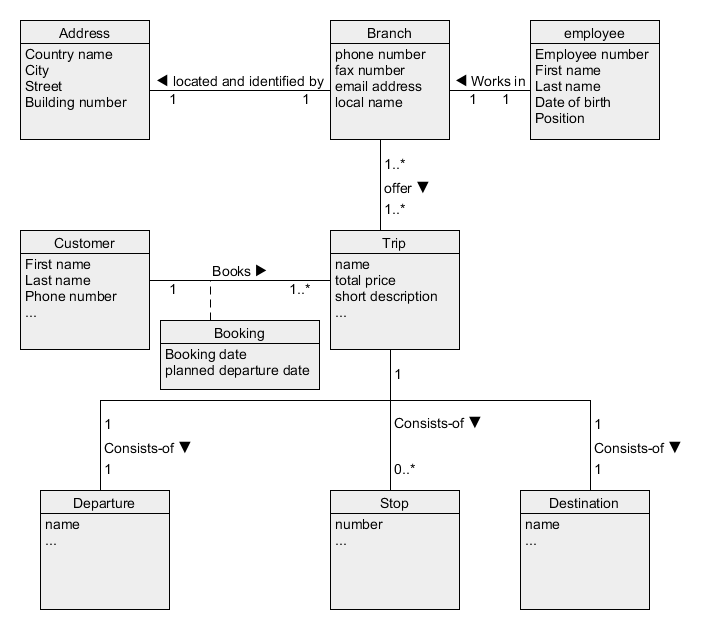 Address
Country name
City
Street
Building number
◀ located and identified by
1
1
Branch
phone number
fax number
email address
local name
◀ Works in
1
1
employee
Employee number
First name
Last name
Date of birth
Position
1..*
offer ▼
1..*
Customer
First name
Last name
Phone number
...
Books ▶
1
1..*
Booking
Booking date
planned departure date
Trip
name
total price
short description
...
1
1
Consists-of ▼
1
Consists-of ▼
0..*
1
Consists-of ▼
1
Departure
name
...
Stop
number
...
Destination
name
...